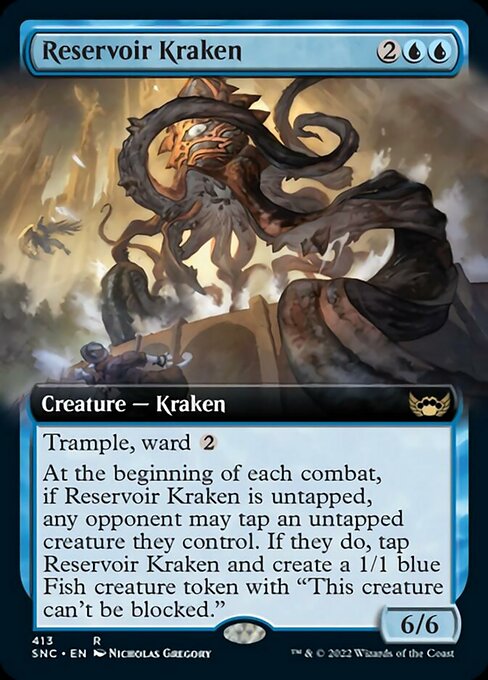 Reservoir Kraken 2
Creature — Kraken
Trample, ward 2
At the beginning of each combat,
if Reservoir Kraken is untapped,
any opponent may tap an untapped
creature they control. If they do, tap
Reservoir Kraken and create a 1/1 blue
Fish creature token with “This creature
can’t be blocked.”
6/6
413 R
SNC • EN Nicholas Gregory
™ & © 2022 Wizards of the Coast